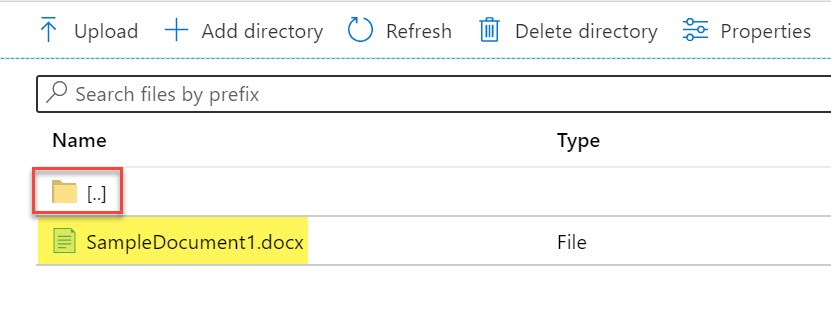 Upload Add directory Refresh Delete directory Properties
Search files by prefix
Name Type
[..]
SampleDocument1.docx File